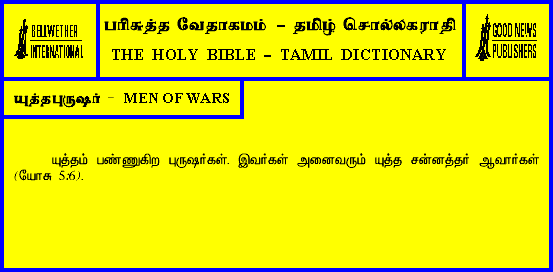 BELLWETHER
INTERNATIONAL
பரிசுத்த வேதாகமம் – தமிழ் சொல்லகராதி
THE HOLY BIBLE – TAMIL DICTIONARY
GOOD NEWS
PUBLISHERS
யுத்தபுருஷர் – MEN OF WARS
யுத்தம் பண்ணுகிற புருஷர்கள். இவர்கள் அனைவரும் யுத்த சன்னத்தர் ஆவார்கள்
(யோசு 5:6).